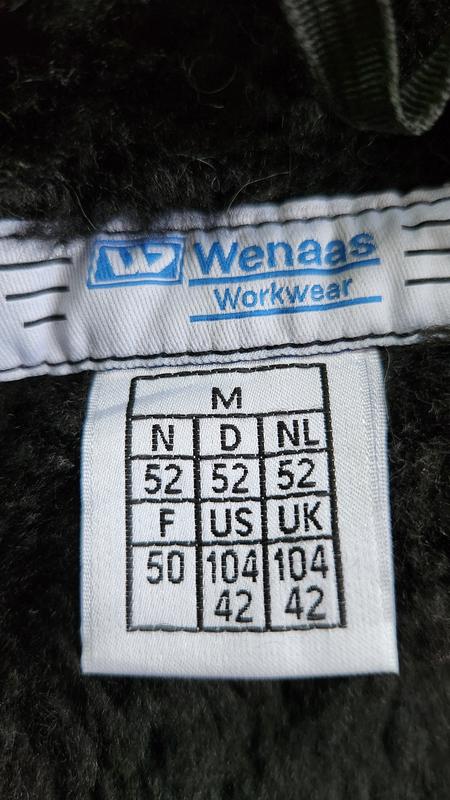 W Wenaas
Workwear
M
N D NL
52 52 52
F US UK
50 104 104
42 42